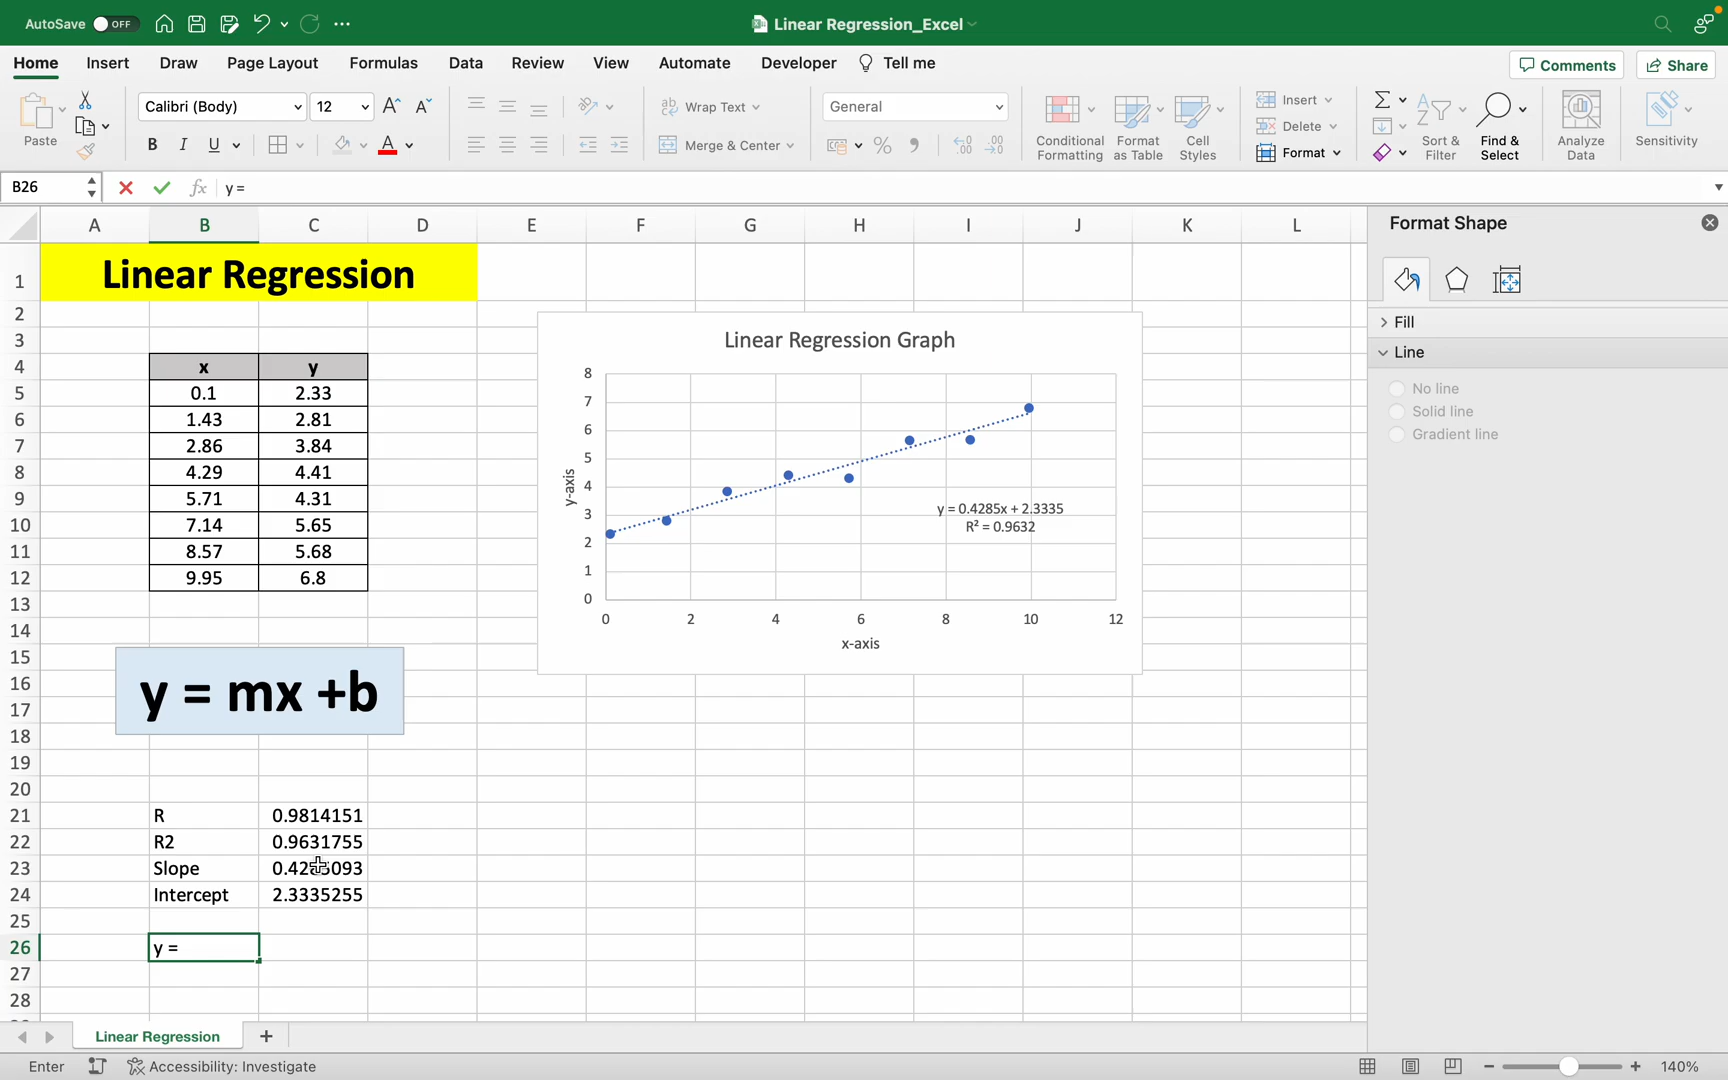 AutoSave OFF
Linear Regression_Excel
Home Insert Draw Page Layout Formulas Data Review View Automate Developer Tell me
Comments Share
Paste
Calibri (Body) 12
B I U A
Wrap Text
Merge & Center
General
Conditional Formatting
Format as Table
Cell Styles
Insert
Delete
Format
Sort & Filter
Find & Select
Analyze Data
Sensitivity
B26 fx y =
A B C D E F G H I J K L
1 Linear Regression
2
3
4 x y
5 0.1 2.33
6 1.43 2.81
7 2.86 3.84
8 4.29 4.41
9 5.71 4.31
10 7.14 5.65
11 8.57 5.68
12 9.95 6.8
13
14
15
16 y = mx +b
17
18
19
20
21 R 0.9814151
22 R2 0.9631755
23 Slope
24 Intercept 2.3335255
25
26 y =
27
28
Linear Regression Graph
8
7
6
5
4
3
2
1
0
y-axis
y = 0.4285x + 2.3335
R² = 0.9632
0 2 4 6 8 10 12
x-axis
Format Shape
Fill
Line
No line
Solid line
Gradient line
Linear Regression +
Enter Accessibility: Investigate 140%